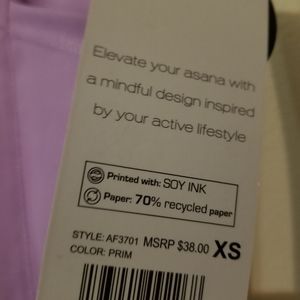 Elevate your asana with
a mindful design inspired
by your active lifestyle
Printed with: SOY INK
Paper: 70% recycled paper
STYLE: AF3701 MSRP $38.00 XS
COLOR: PRIM